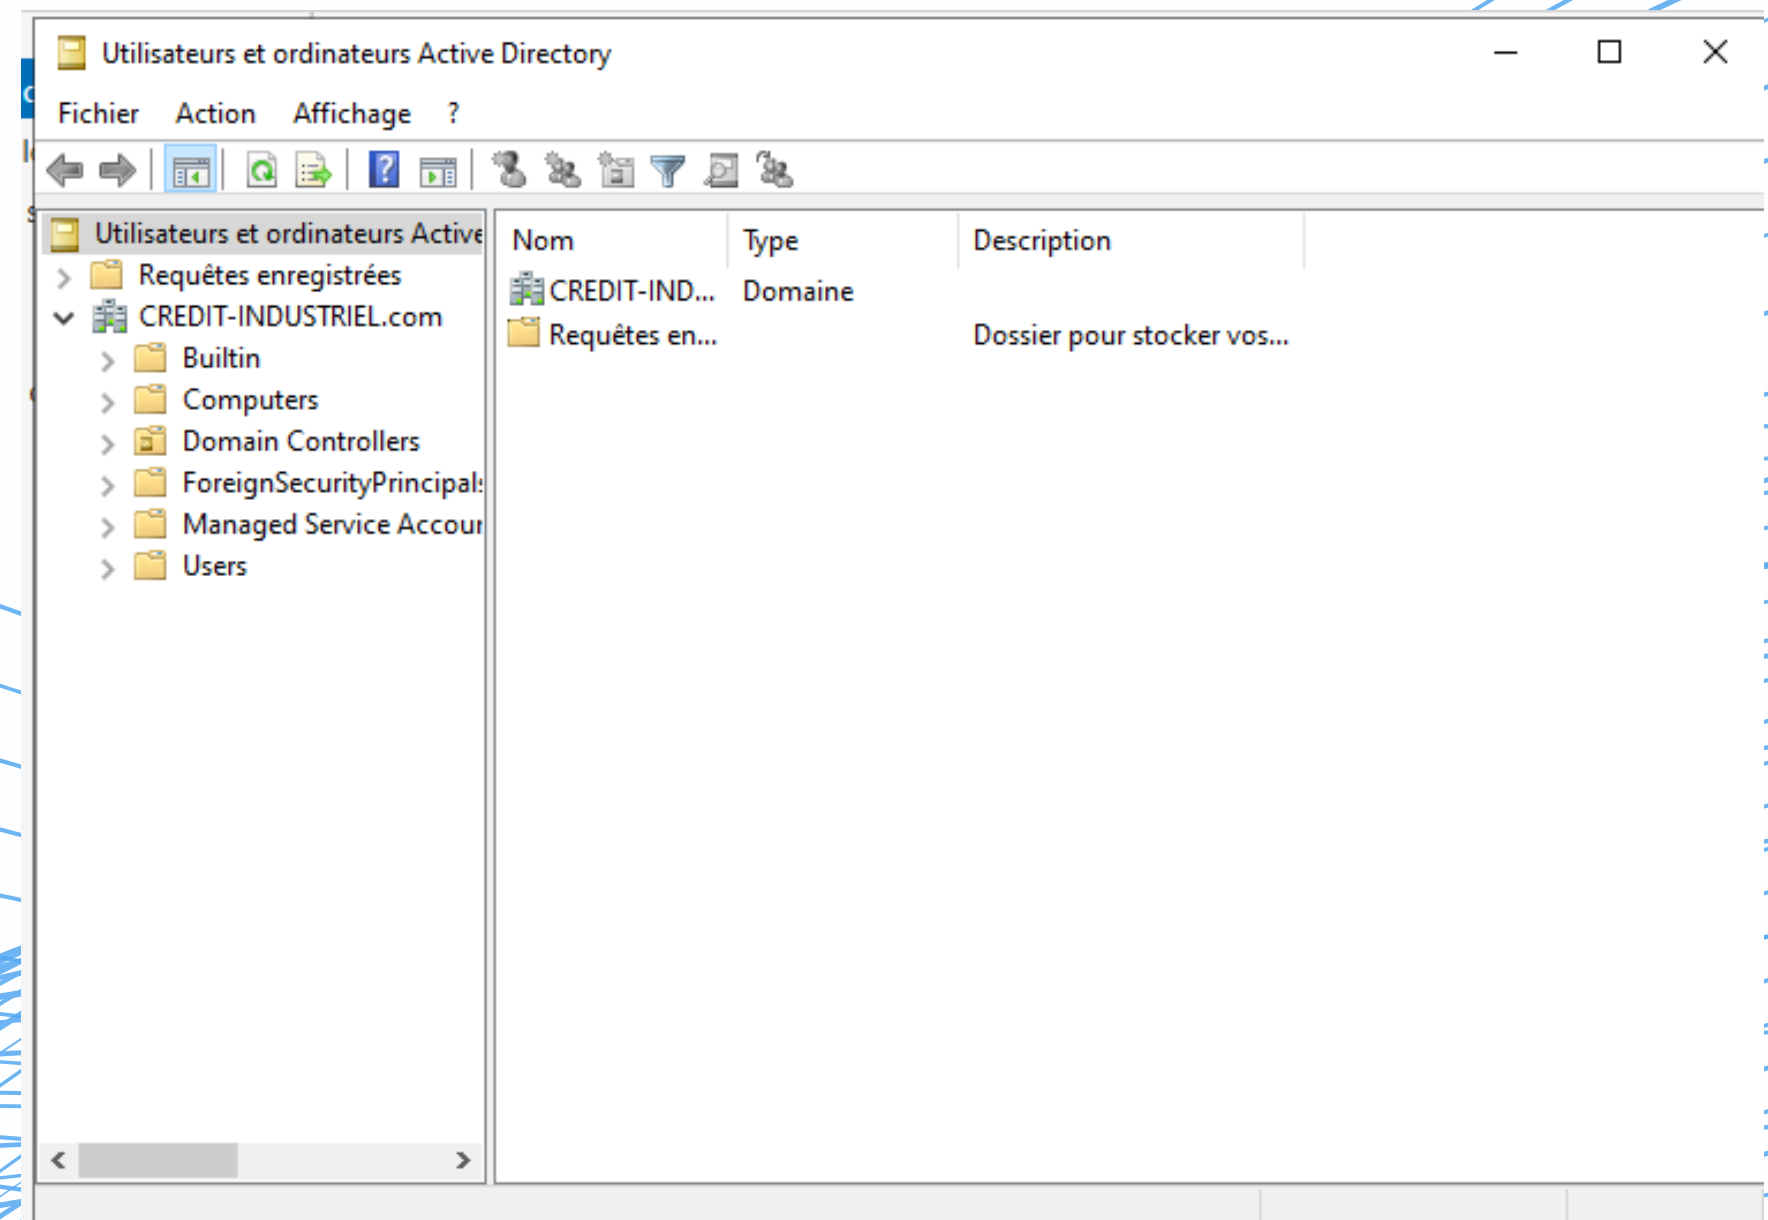 Utilisateurs et ordinateurs Active Directory
Fichier Action Affichage ?
Utilisateurs et ordinateurs Active
Requêtes enregistrées
CREDIT-INDUSTRIEL.com
Builtin
Computers
Domain Controllers
ForeignSecurityPrincipals
Managed Service Accour
Users
Nom Type Description
CREDIT-IND... Domaine
Requêtes en... Dossier pour stocker vos...